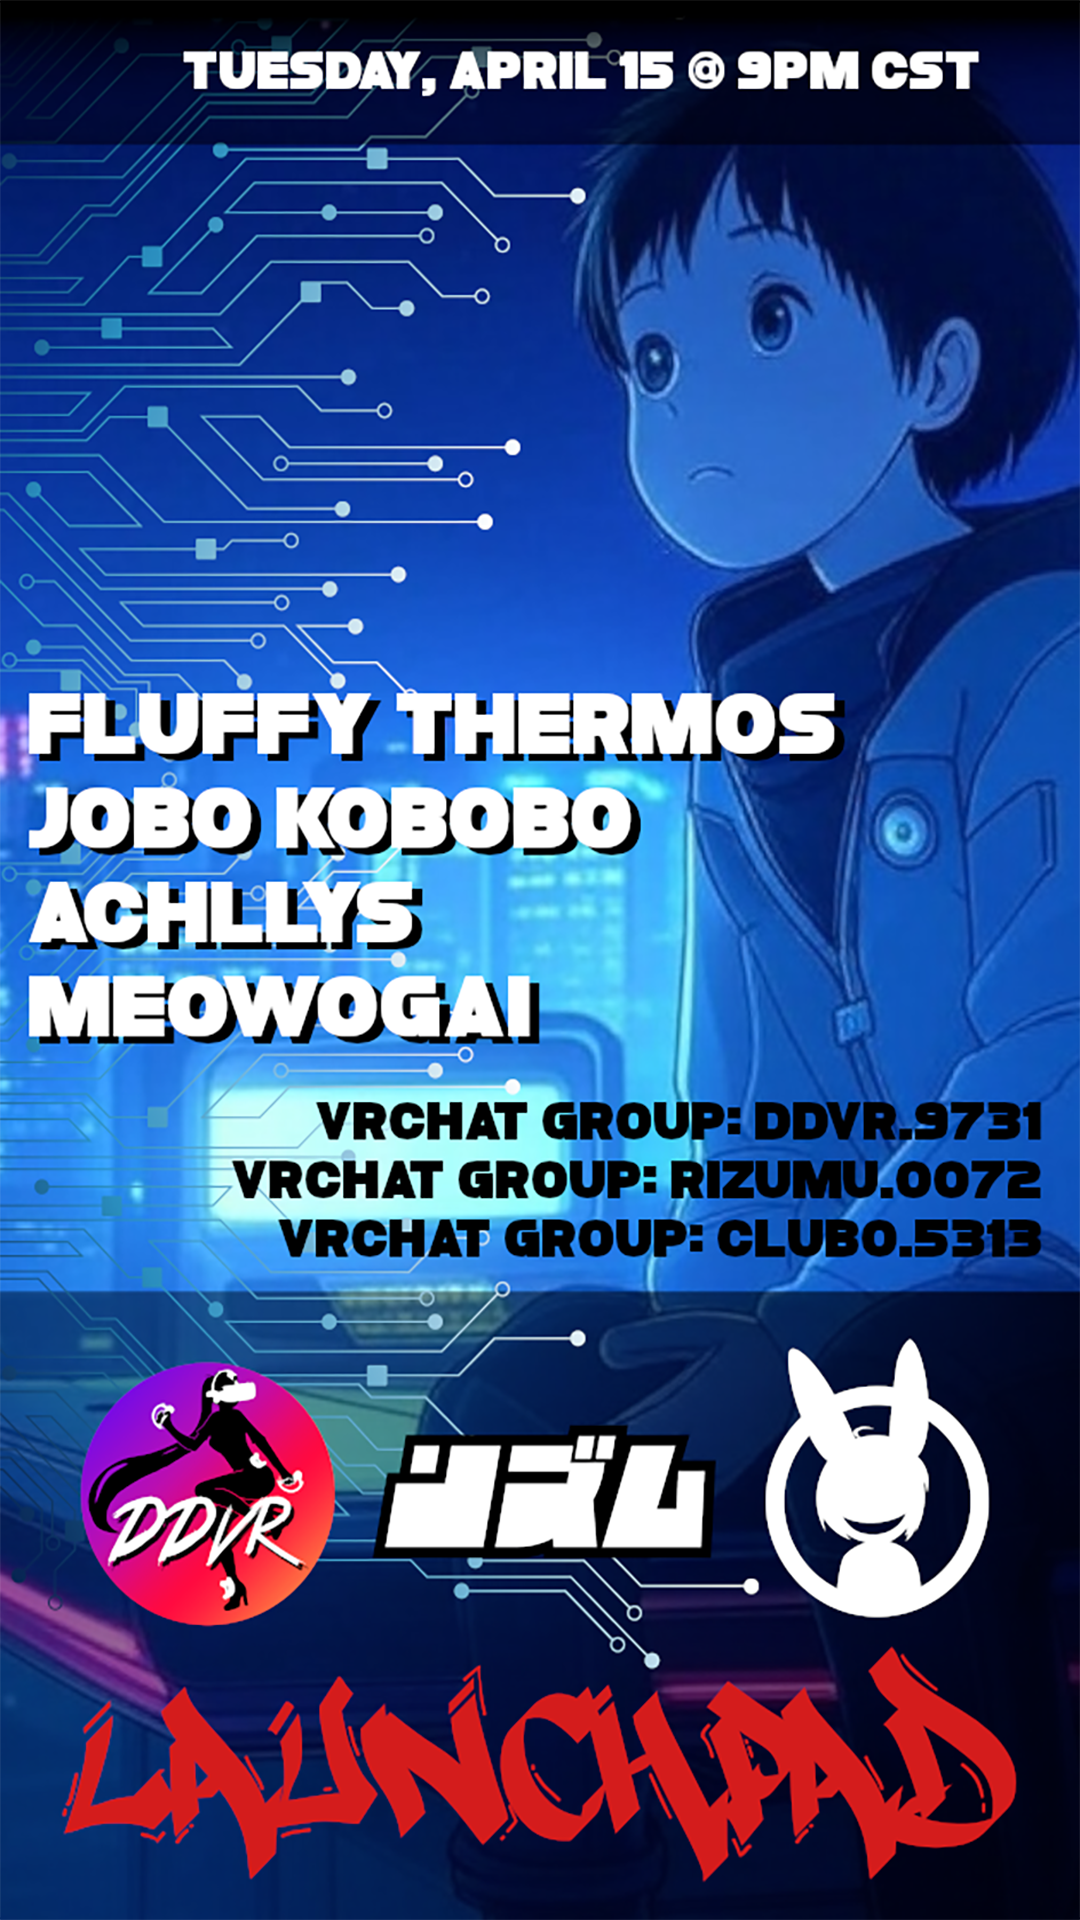 TUESDAY, APRIL 15 @ 9PM CST
FLUFFY THERMOS
JOBO KOBOBO
ACHLLYS
MEOWOGAI
VRCHAT GROUP: DDVR.9731
VRCHAT GROUP: RIZUMU.0072
VRCHAT GROUP: CLUBO.5313
DDVR
リズム
LAUNCHPAD